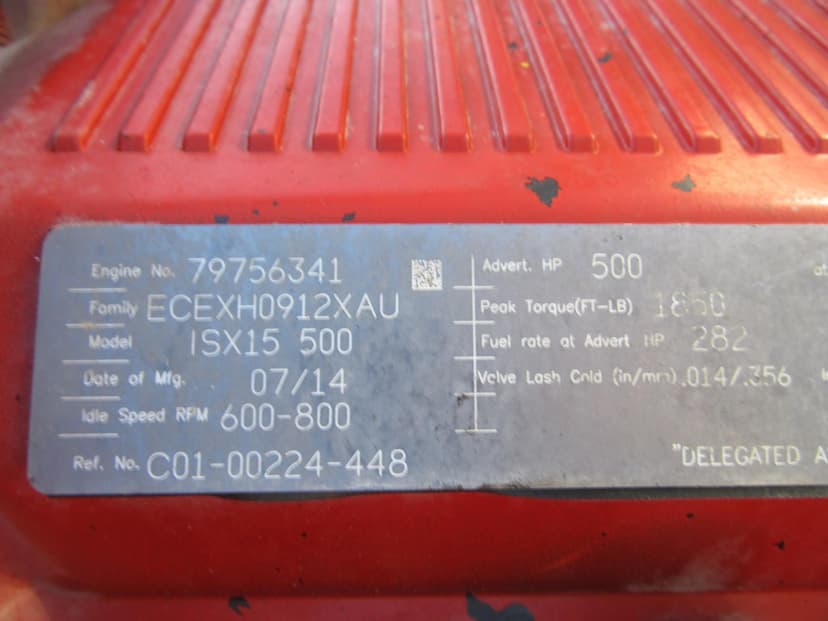 Engine No. 79756341
Family ECEXH0912XAU
Model ISX15 500
Date of Mfg. 07/14
Idle Speed RPM 600-800
Ref. No. C01-00224-448
Advert. HP 500 at
Peak Torque(FT-LB) 1850
Fuel rate at Advert HP 282
Valve Lash Cold (in/mm) .014/.356
"DELEGATED A